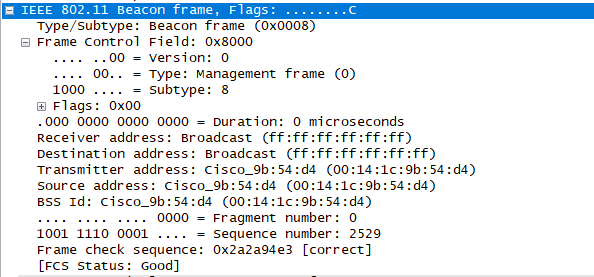 IEEE 802.11 Beacon frame, Flags: ........C
Type/Subtype: Beacon frame (0x0008)
Frame Control Field: 0x8000
.... ..00 = Version: 0
.... 00.. = Type: Management frame (0)
1000 .... = Subtype: 8
Flags: 0x00
.000 0000 0000 0000 = Duration: 0 microseconds
Receiver address: Broadcast (ff:ff:ff:ff:ff:ff)
Destination address: Broadcast (ff:ff:ff:ff:ff:ff)
Transmitter address: Cisco_9b:54:d4 (00:14:1c:9b:54:d4)
Source address: Cisco_9b:54:d4 (00:14:1c:9b:54:d4)
BSS Id: Cisco_9b:54:d4 (00:14:1c:9b:54:d4)
.... .... .... 0000 = Fragment number: 0
1001 1110 0001 .... = Sequence number: 2529
Frame check sequence: 0x2a2a94e3 [correct]
[FCS Status: Good]